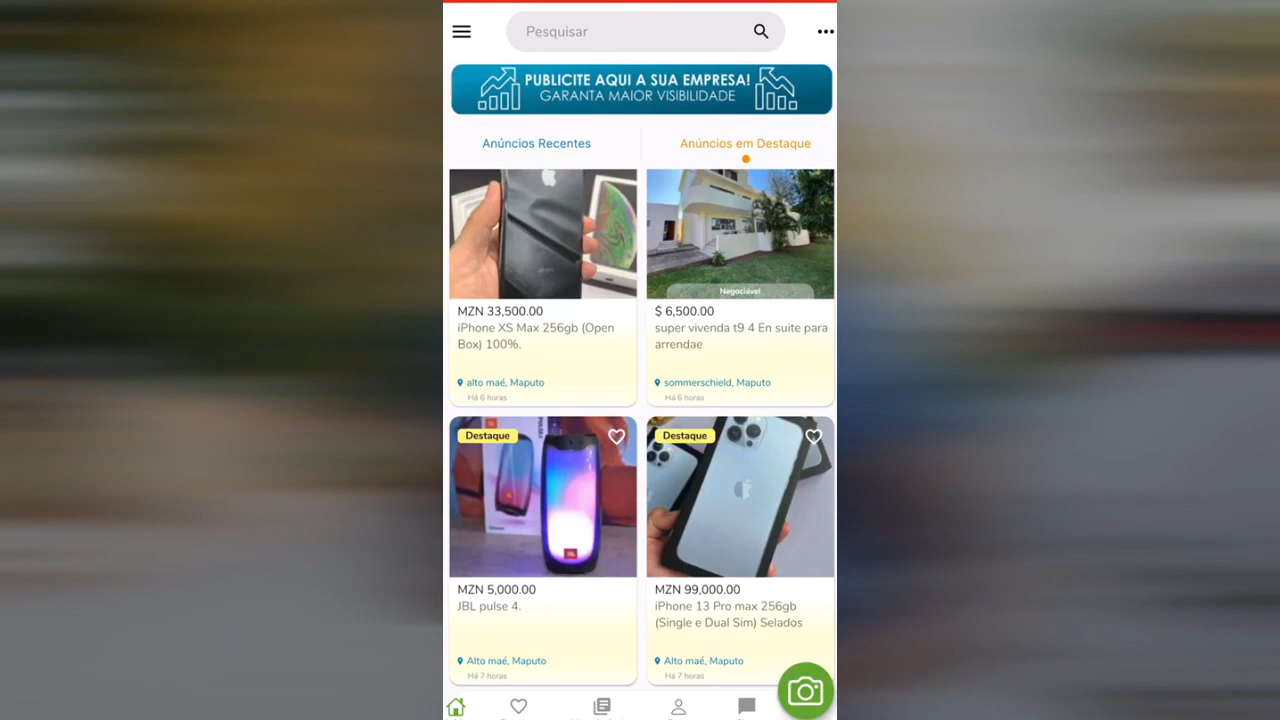 Pesquisar
PUBLICITE AQUI A SUA EMPRESA!
GARANTA MAIOR VISIBILIDADE
Anúncios Recentes
Anúncios em Destaque
MZN 33,500.00
iPhone XS Max 256gb (Open
Box) 100%.
alto maé, Maputo
Há 6 horas
Negociável
$ 6,500.00
super vivenda t9 4 En suite para
arrendae
sommerschield, Maputo
Há 6 horas
Destaque
MZN 5,000.00
JBL pulse 4.
Alto maé, Maputo
Há 7 horas
Destaque
MZN 99,000.00
iPhone 13 Pro max 256gb
(Single e Dual Sim) Selados
Alto maé, Maputo
Há 7 horas